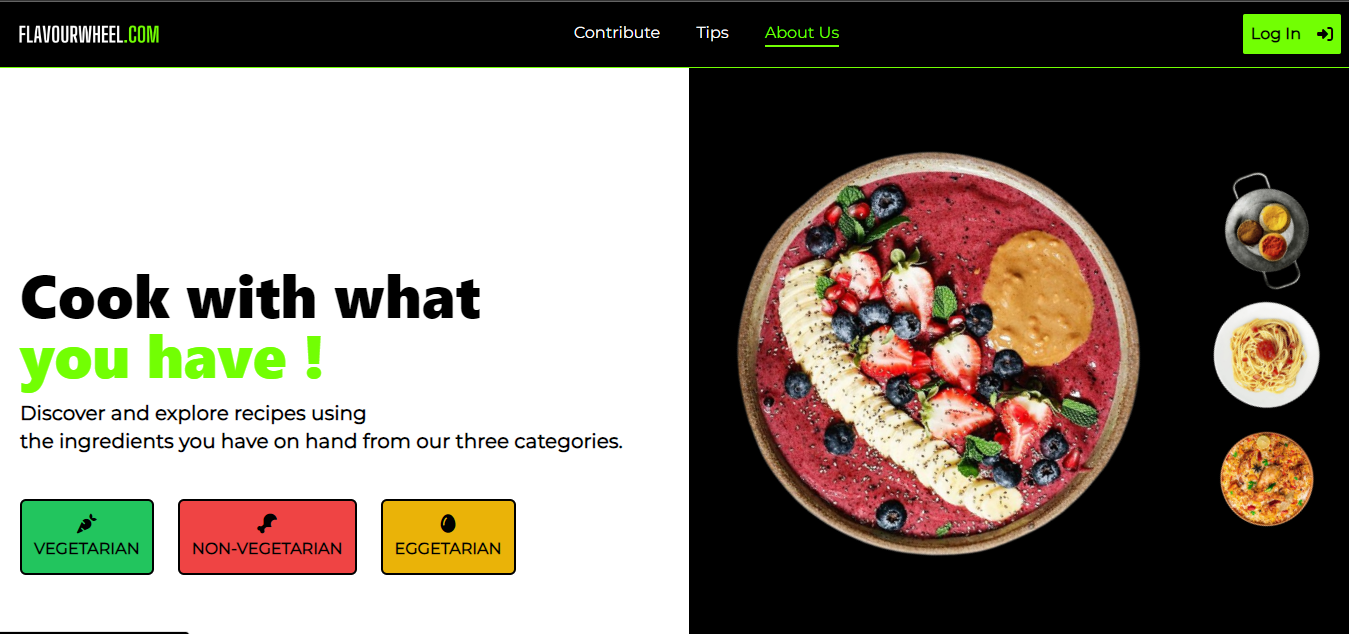 FLAVOURWHEEL.COM
Contribute
Tips
About Us
Log In
Cook with what
you have !
Discover and explore recipes using
the ingredients you have on hand from our three categories.
VEGETARIAN
NON-VEGETARIAN
EGGETARIAN